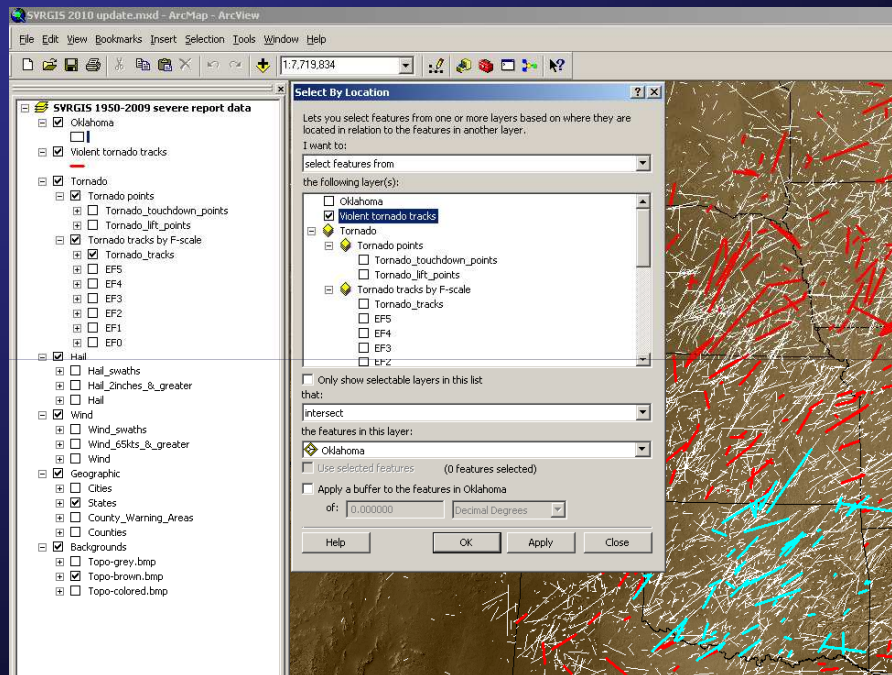 SVRGIS 2010 update.mxd - ArcMap - ArcView
File Edit View Bookmarks Insert Selection Tools Window Help
1:7,719,834
SVRGIS 1950-2009 severe report data
Oklahoma
Violent tornado tracks
Tornado
Tornado points
Tornado_touchdown_points
Tornado_lift_points
Tornado tracks by F-scale
Tornado_tracks
EF5
EF4
EF3
EF2
EF1
EF0
Hail
Hail_swaths
Hail_2inches_&_greater
Hail
Wind
Wind_swaths
Wind_65kts_&_greater
Wind
Geographic
Cities
States
County_Warning_Areas
Counties
Backgrounds
Topo-grey.bmp
Topo-brown.bmp
Topo-colored.bmp
Select By Location
Lets you select features from one or more layers based on where they are
located in relation to the features in another layer.
I want to:
select features from
the following layer(s):
Oklahoma
Violent tornado tracks
Tornado
Tornado points
Tornado_touchdown_points
Tornado_lift_points
Tornado tracks by F-scale
Tornado_tracks
EF5
EF4
EF3
EF2
Only show selectable layers in this list
that:
intersect
the features in this layer:
Oklahoma
Use selected features (0 features selected)
Apply a buffer to the features in Oklahoma
of: 0.000000 Decimal Degrees
Help OK Apply Close